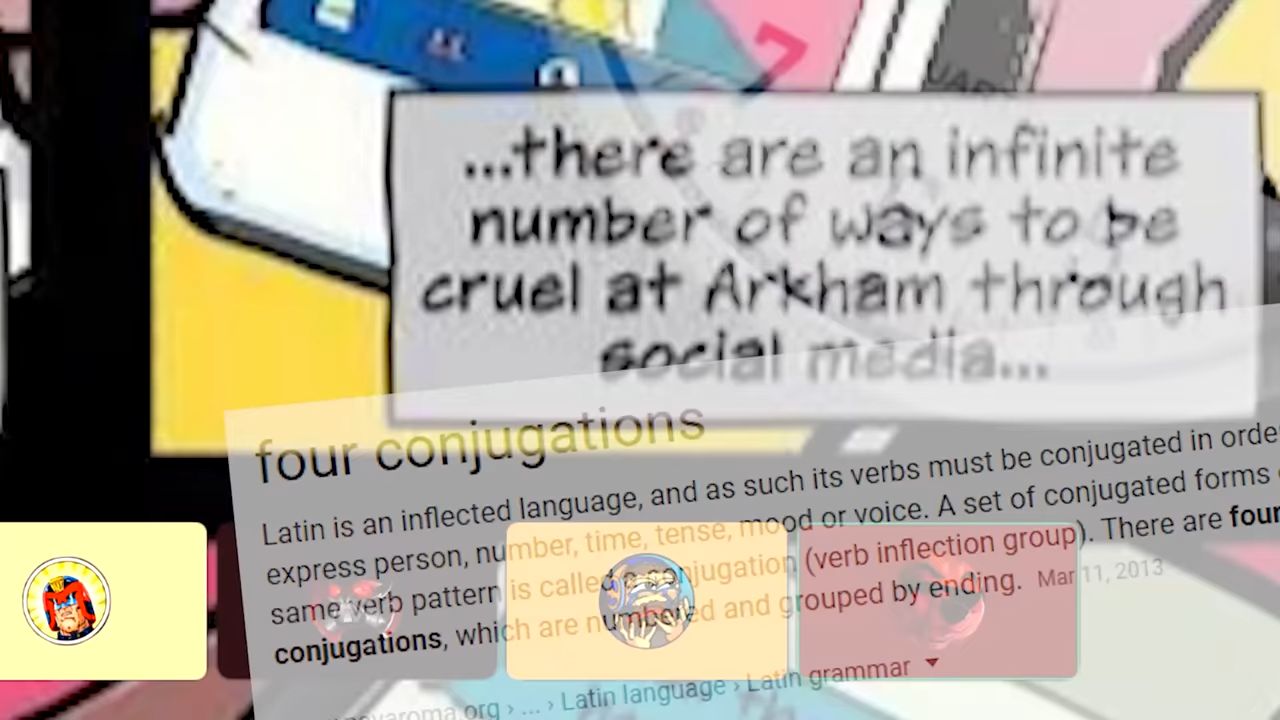 ...there are an infinite
number of ways to be
cruel at Arkham through
social media...
four conjugations
Latin is an inflected language, and as such its verbs must be conjugated in orde
express person, number, time, tense, mood or voice. A set of conjugated forms
same verb pattern is called conjugation (verb inflection group). There are four
conjugations, which are numbered and grouped by ending. Mar 11, 2013
novaroma.org › ... › Latin language › Latin grammar